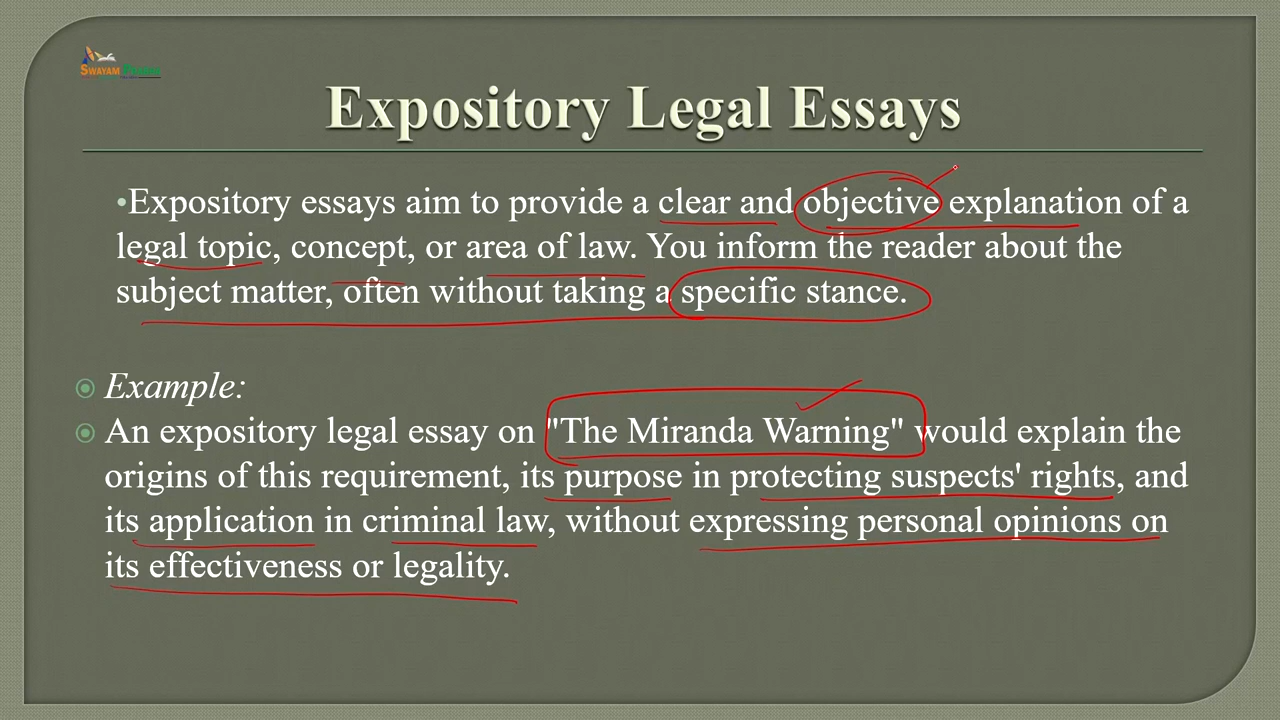 SWAYAM PRABHA
Expository Legal Essays
•Expository essays aim to provide a clear and objective explanation of a
legal topic, concept, or area of law. You inform the reader about the
subject matter, often without taking a specific stance.
Example:
An expository legal essay on "The Miranda Warning" would explain the
origins of this requirement, its purpose in protecting suspects' rights, and
its application in criminal law, without expressing personal opinions on
its effectiveness or legality.